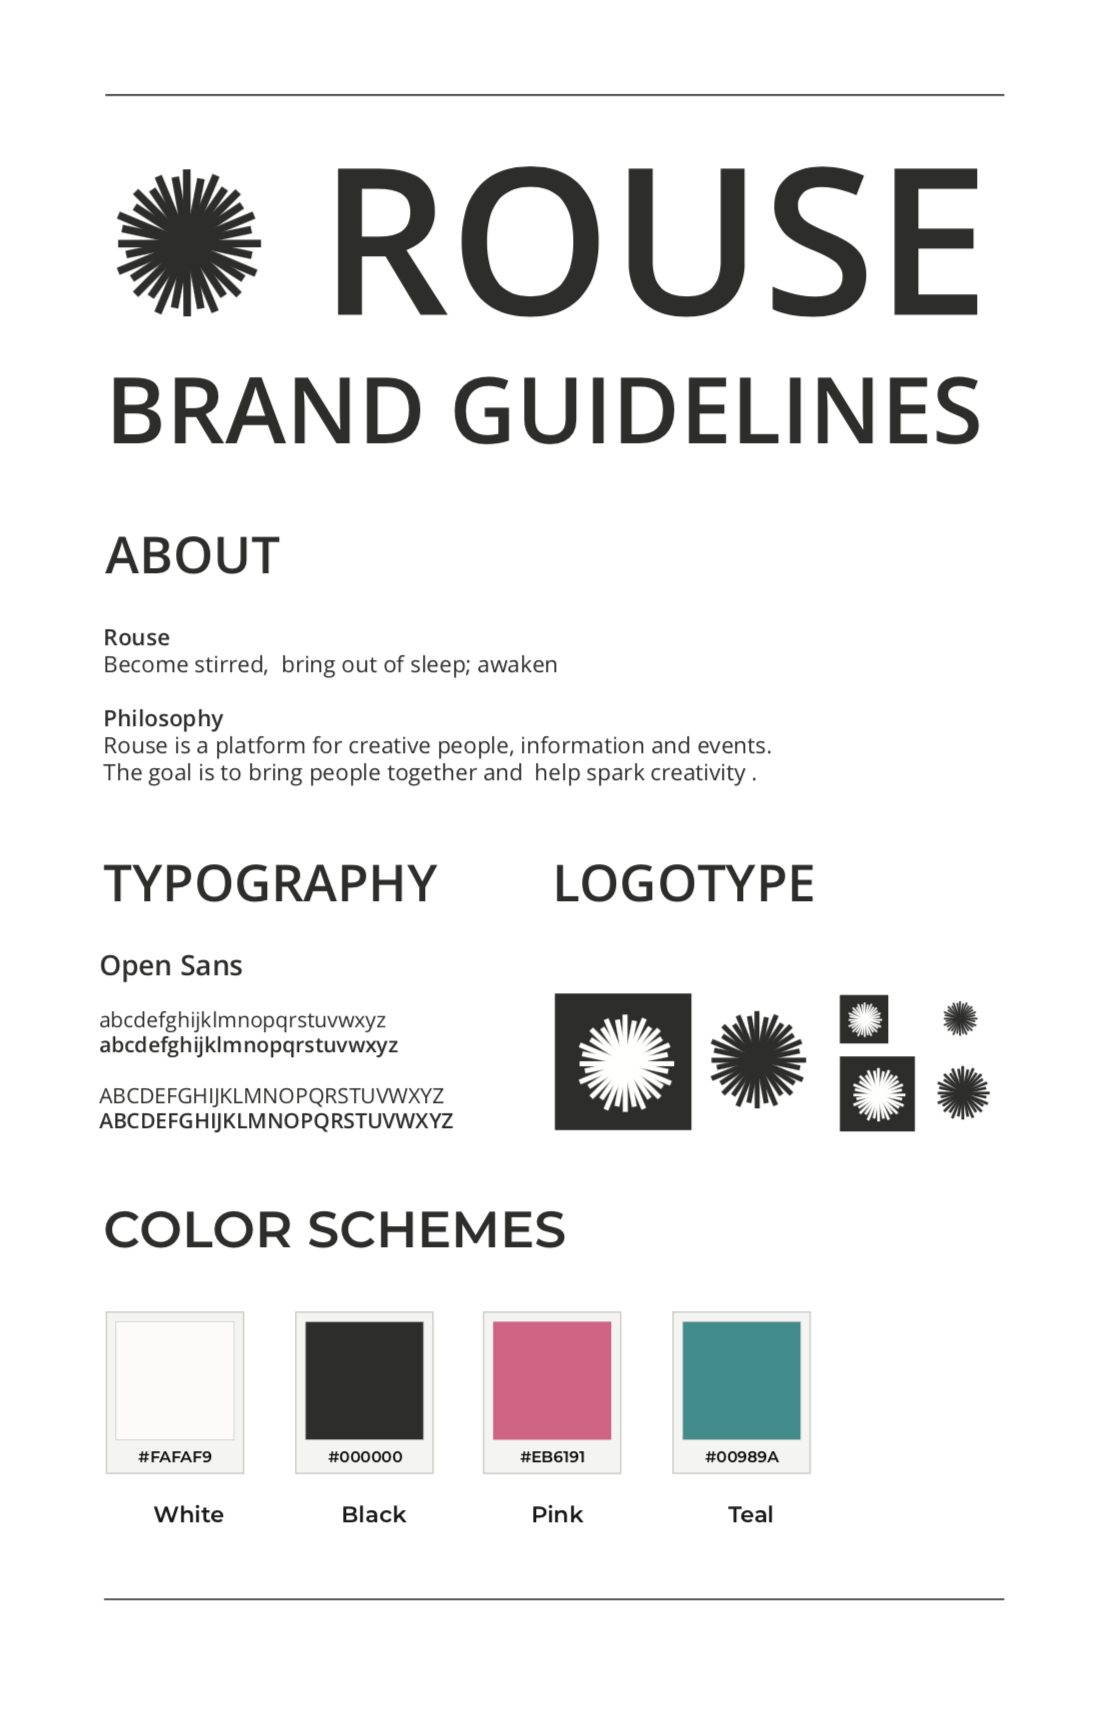 ROUSE
BRAND GUIDELINES
ABOUT
Rouse
Become stirred,  bring out of sleep; awaken
Philosophy
Rouse is a platform for creative people, information and events.
The goal is to bring people together and  help spark creativity .
TYPOGRAPHY
LOGOTYPE
Open Sans
abcdefghijklmnopqrstuvwxyz
abcdefghijklmnopqrstuvwxyz
ABCDEFGHIJKLMNOPQRSTUVWXYZ
ABCDEFGHIJKLMNOPQRSTUVWXYZ
COLOR SCHEMES
#FAFAF9
#000000
#EB6191
#00989A
White
Black
Pink
Teal